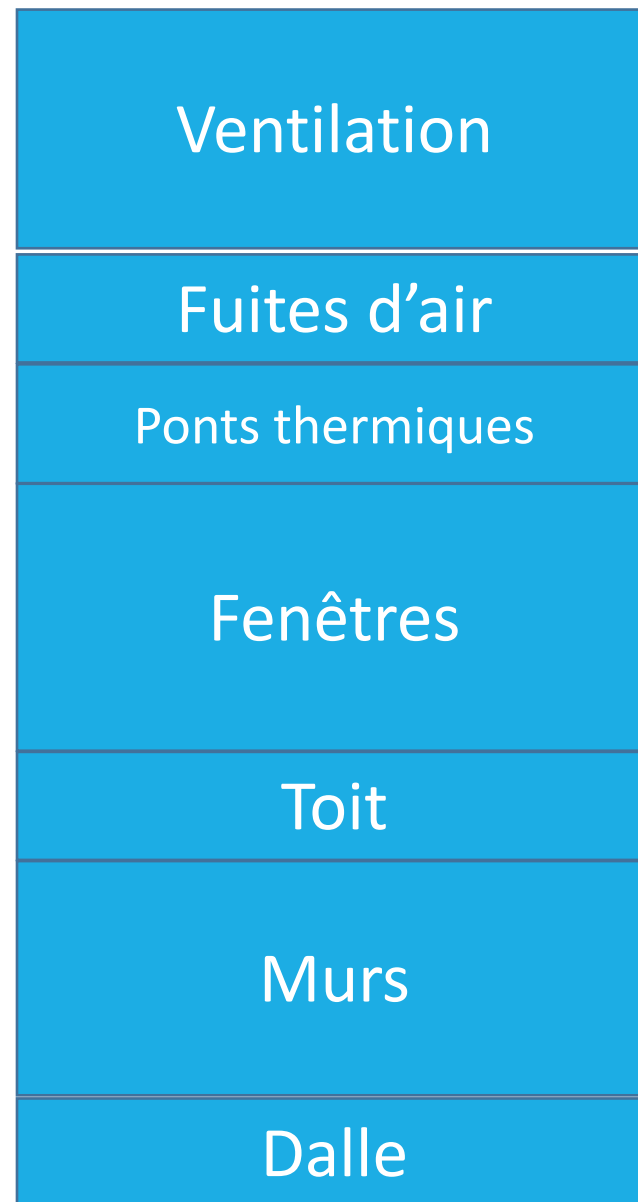 Ventilation
Fuites d’air
Ponts thermiques
Fenêtres
Toit
Murs
Dalle